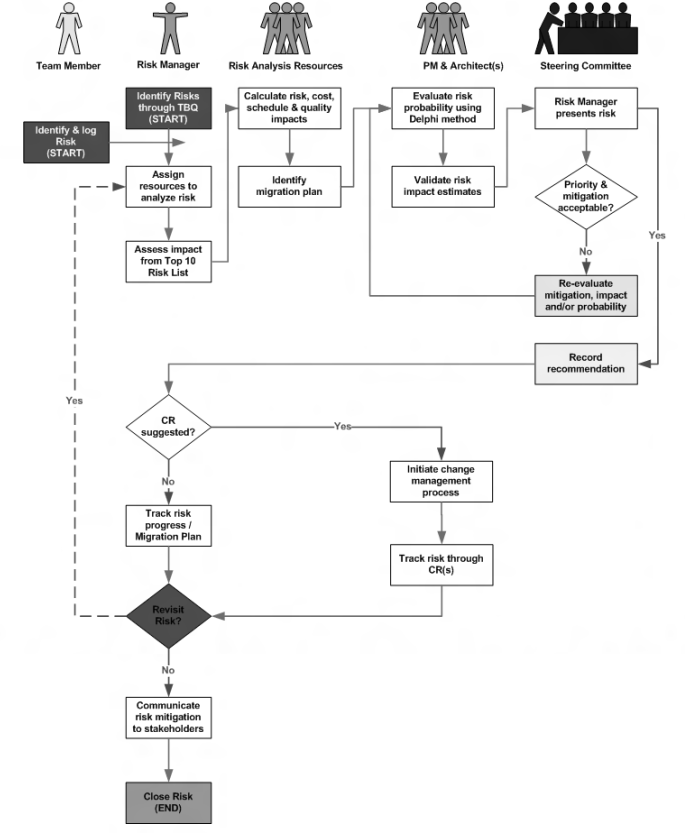 Team Member
Risk Manager
Risk Analysis Resources
PM & Architect(s)
Steering Committee
Identify Risks
through TBQ
(START)
Calculate risk, cost,
schedule & quality
impacts
Evaluate risk
probability using
Delphi method
Risk Manager
presents risk
Identify & log
Risk
(START)
Assign
resources to
analyze risk
Identify
migration plan
Validate risk
impact estimates
Priority &
mitigation
acceptable?
Yes
Assess impact
from Top 10
Risk List
No
Re-evaluate
mitigation, impact
and/or probability
Record
recommendation
Yes
CR
suggested?
Yes
Initiate change
management
process
No
Track risk
progress /
Migration Plan
Track risk through
CR(s)
Revisit
Risk?
No
Communicate
risk mitigation
to stakeholders
Close Risk
(END)